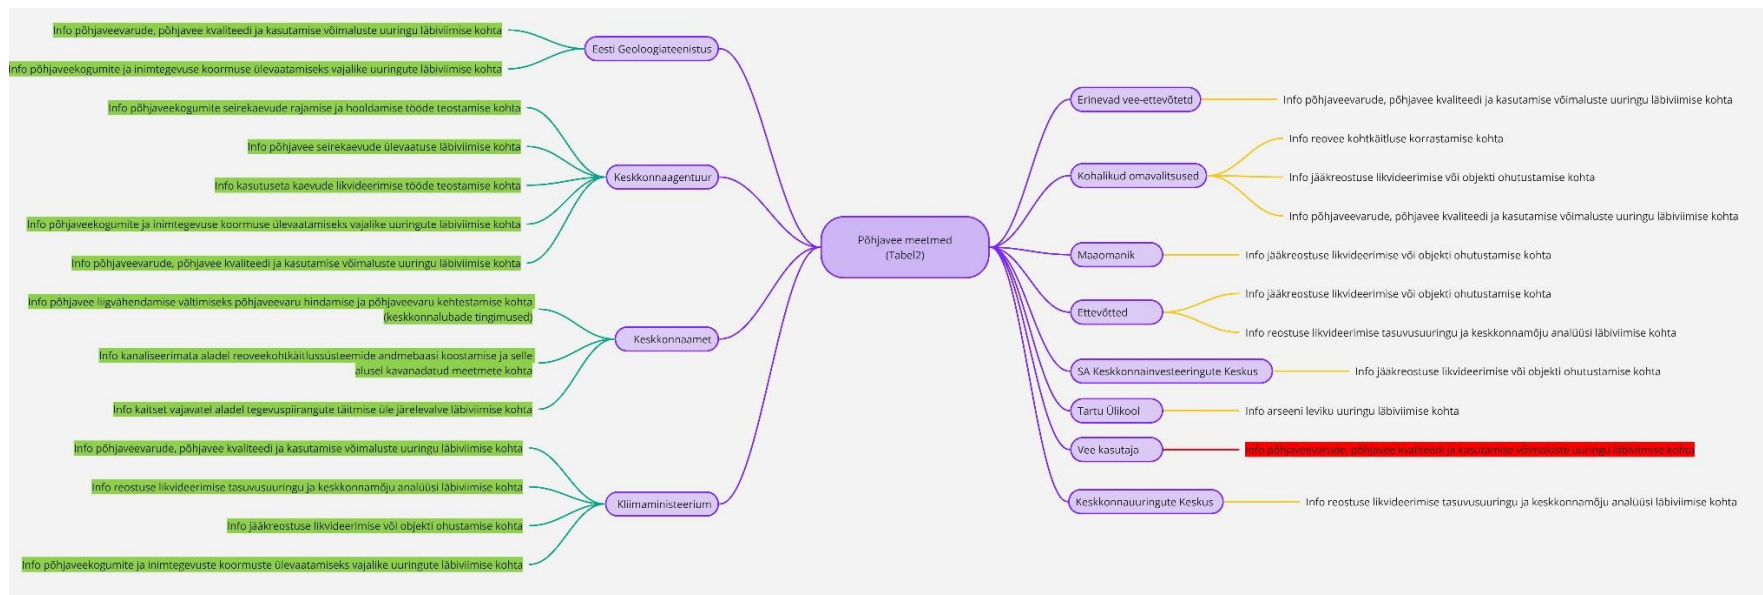 Põhjavee meetmed
(Tabel2)
Eesti Geoloogiateenistus
Info põhjaveevarude, põhjavee kvaliteedi ja kasutamise võimaluste uuringu läbiviimise kohta
Info põhjaveekogumite ja inimtegevuse koormuse ülevaatamiseks vajalike uuringute läbiviimise kohta
Keskkonnaagentuur
Info põhjaveekogumite seirekaevude rajamise ja hooldamise tööde teostamise kohta
Info põhjavee seirekaevude ülevaatuse läbiviimise kohta
Info kasutuseta kaevude likvideerimise tööde teostamise kohta
Info põhjaveekogumite ja inimtegevuse koormuse ülevaatamiseks vajalike uuringute läbiviimise kohta
Info põhjaveevarude, põhjavee kvaliteedi ja kasutamise võimaluste uuringu läbiviimise kohta
Keskkonnaamet
Info põhjavee liigvähendamise vältimiseks põhjaveevaru hindamise ja põhjaveevaru kehtestamise kohta
(keskkonnalubade tingimused)
Info kanaliseerimata aladel reoveekohtkäitlussüsteemide andmebaasi koostamise ja selle
alusel kavanadatud meetmete kohta
Info kaitset vajavatel aladel tegevuspiirangute täitmise üle järelevalve läbiviimise kohta
Kliimaministeerium
Info põhjaveevarude, põhjavee kvaliteedi ja kasutamise võimaluste uuringu läbiviimise kohta
Info reostuse likvideerimise tasuvusuuringu ja keskkonnamõju analüüsi läbiviimise kohta
Info jääkreostuse likvideerimise või objekti ohustamise kohta
Info põhjaveekogumite ja inimtegevuste koormuste ülevaatamiseks vajalike uuringute läbiviimise kohta
Erinevad vee-ettevõtetd
Info põhjaveevarude, põhjavee kvaliteedi ja kasutamise võimaluste uuringu läbiviimise kohta
Kohalikud omavalitsused
Info reovee kohtkäitluse korrastamise kohta
Info jääkreostuse likvideerimise või objekti ohutustamise kohta
Info põhjaveevarude, põhjavee kvaliteedi ja kasutamise võimaluste uuringu läbiviimise kohta
Maaomanik
Info jääkreostuse likvideerimise või objekti ohutustamise kohta
Ettevõtted
Info jääkreostuse likvideerimise või objekti ohutustamise kohta
Info reostuse likvideerimise tasuvusuuringu ja keskkonnamõju analüüsi läbiviimise kohta
SA Keskkonnainvesteeringute Keskus
Info jääkreostuse likvideerimise või objekti ohutustamise kohta
Tartu Ülikool
Info arseeni leviku uuringu läbiviimise kohta
Vee kasutaja
Info põhjaveevarude, põhjavee kvaliteedi ja kasutamise võimaluste uuringu läbiviimise kohta
Keskkonnauuringute Keskus
Info reostuse likvideerimise tasuvusuuringu ja keskkonnamõju analüüsi läbiviimise kohta